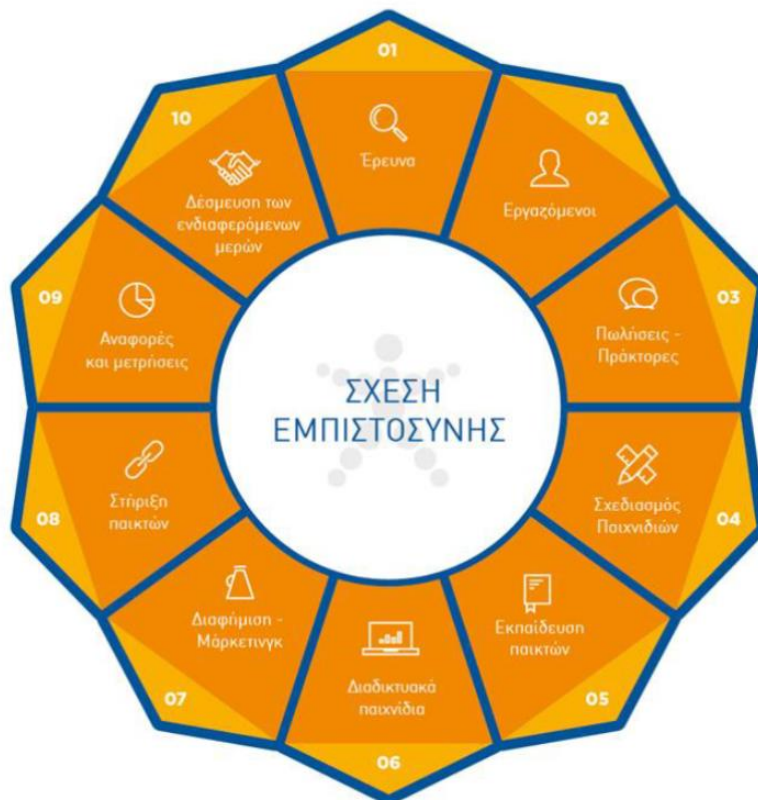 01
Έρευνα
02
Εργαζόμενοι
03
Πωλήσεις -
Πράκτορες
04
Σχεδιασμός
Παιχνιδιών
05
Εκπαίδευση
παικτών
06
Διαδικτυακά
παιχνίδια
07
Διαφήμιση -
Μάρκετινγκ
08
Στήριξη
παικτών
09
Αναφορές
και μετρήσεις
10
Δέσμευση των
ενδιαφερόμενων
μερών
ΣΧΕΣΗ
ΕΜΠΙΣΤΟΣΥΝΗΣ